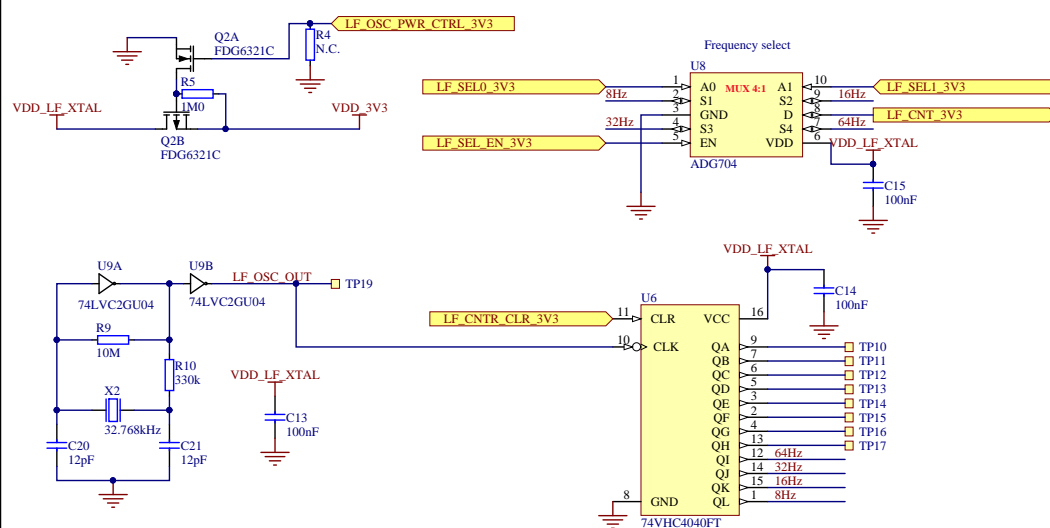 LF_OSC_PWR_CTRL_3V3
Q2A
FDG6321C
R4
N.C.
R5
1M0
VDD_LF_XTAL
VDD_3V3
Q2B
FDG6321C
Frequency select
U8
LF_SEL0_3V3
1
A0
MUX 4:1
A1
10
LF_SEL1_3V3
8Hz
2
S1
S2
9
16Hz
3
GND
D
8
LF_CNT_3V3
32Hz
4
S3
S4
7
64Hz
LF_SEL_EN_3V3
5
EN
VDD
6
VDD_LF_XTAL
ADG704
C15
100nF
U9A
74LVC2GU04
U9B
74LVC2GU04
LF_OSC_OUT
TP19
R9
10M
R10
330k
X2
32.768kHz
C20
12pF
C21
12pF
VDD_LF_XTAL
C13
100nF
VDD_LF_XTAL
C14
100nF
U6
LF_CNTR_CLR_3V3
11
CLR
VCC
16
10
CLK
QA
9
TP10
QB
7
TP11
QC
6
TP12
QD
5
TP13
QE
3
TP14
QF
2
TP15
QG
4
TP16
QH
13
TP17
QI
12
64Hz
QJ
14
32Hz
QK
15
16Hz
QL
1
8Hz
8
GND
74VHC4040FT